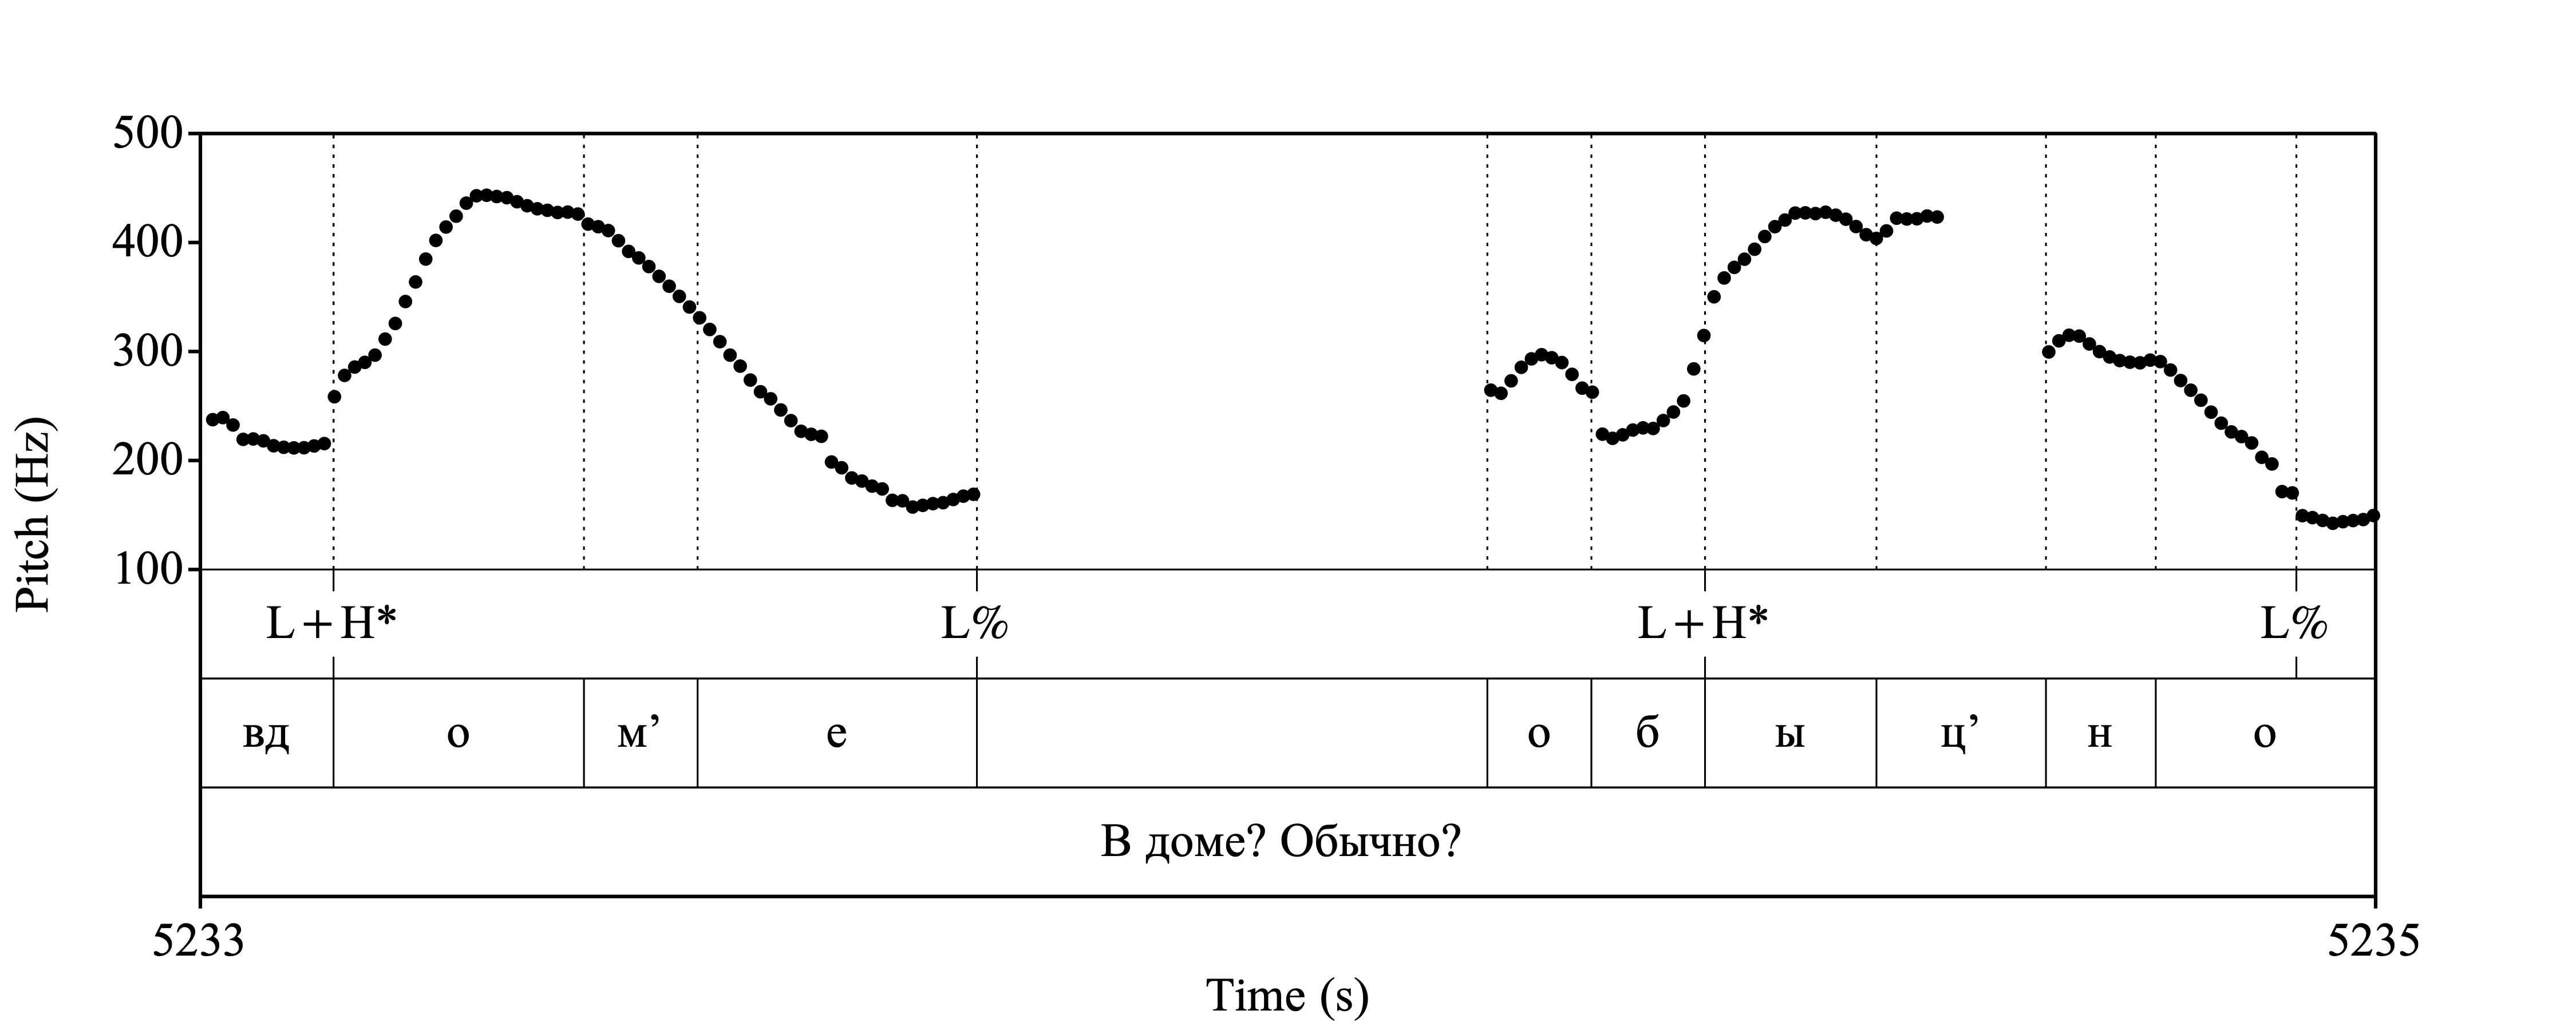 500
400
300
200
100
Pitch (Hz)
L+H* L% L+H* L%
вд о м’ е о б ы ц’ н о
В доме? Обычно?
5233 5235
Time (s)